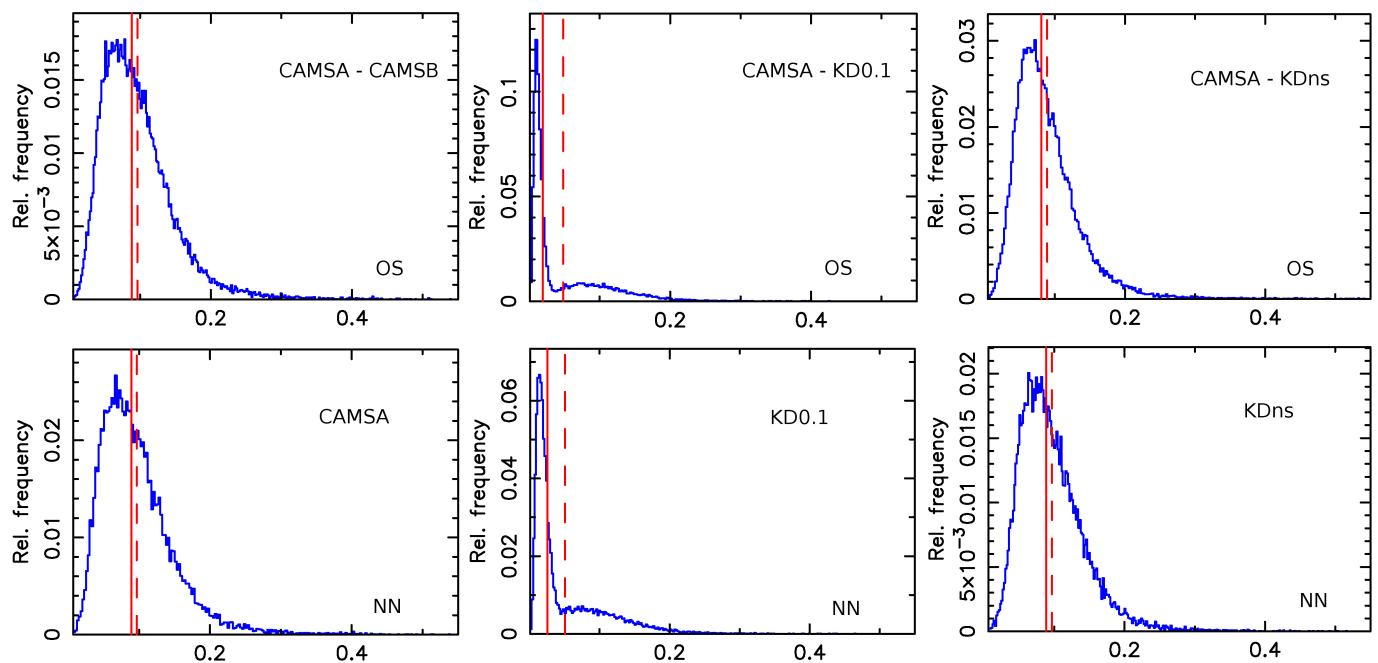 Rel. frequency
0 5×10⁻³ 0.01 0.015
CAMSA - CAMSB
OS
0.2 0.4
Rel. frequency
0 0.05 0.1
CAMSA - KD0.1
OS
0.2 0.4
Rel. frequency
0 0.01 0.02 0.03
CAMSA - KDns
OS
0.2 0.4
Rel. frequency
0 0.01 0.02
CAMSA
NN
0.2 0.4
Rel. frequency
0 0.02 0.04 0.06
KD0.1
NN
0.2 0.4
Rel. frequency
0 5×10⁻³ 0.01 0.015 0.02
KDns
NN
0.2 0.4